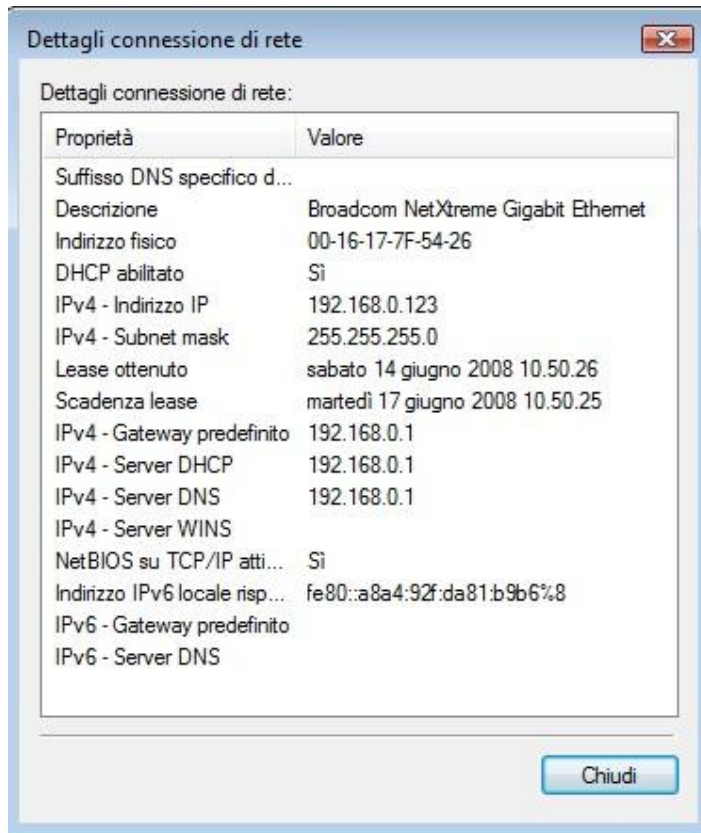 Dettagli connessione di rete
Dettagli connessione di rete:
Proprietà Valore
Suffisso DNS specifico d...
Descrizione Broadcom NetXtreme Gigabit Ethernet
Indirizzo fisico 00-16-17-7F-54-26
DHCP abilitato Sì
IPv4 - Indirizzo IP 192.168.0.123
IPv4 - Subnet mask 255.255.255.0
Lease ottenuto sabato 14 giugno 2008 10.50.26
Scadenza lease martedì 17 giugno 2008 10.50.25
IPv4 - Gateway predefinito 192.168.0.1
IPv4 - Server DHCP 192.168.0.1
IPv4 - Server DNS 192.168.0.1
IPv4 - Server WINS
NetBIOS su TCP/IP atti... Sì
Indirizzo IPv6 locale risp... fe80::a8a4:92f:da81:b9b6%8
IPv6 - Gateway predefinito
IPv6 - Server DNS
Chiudi